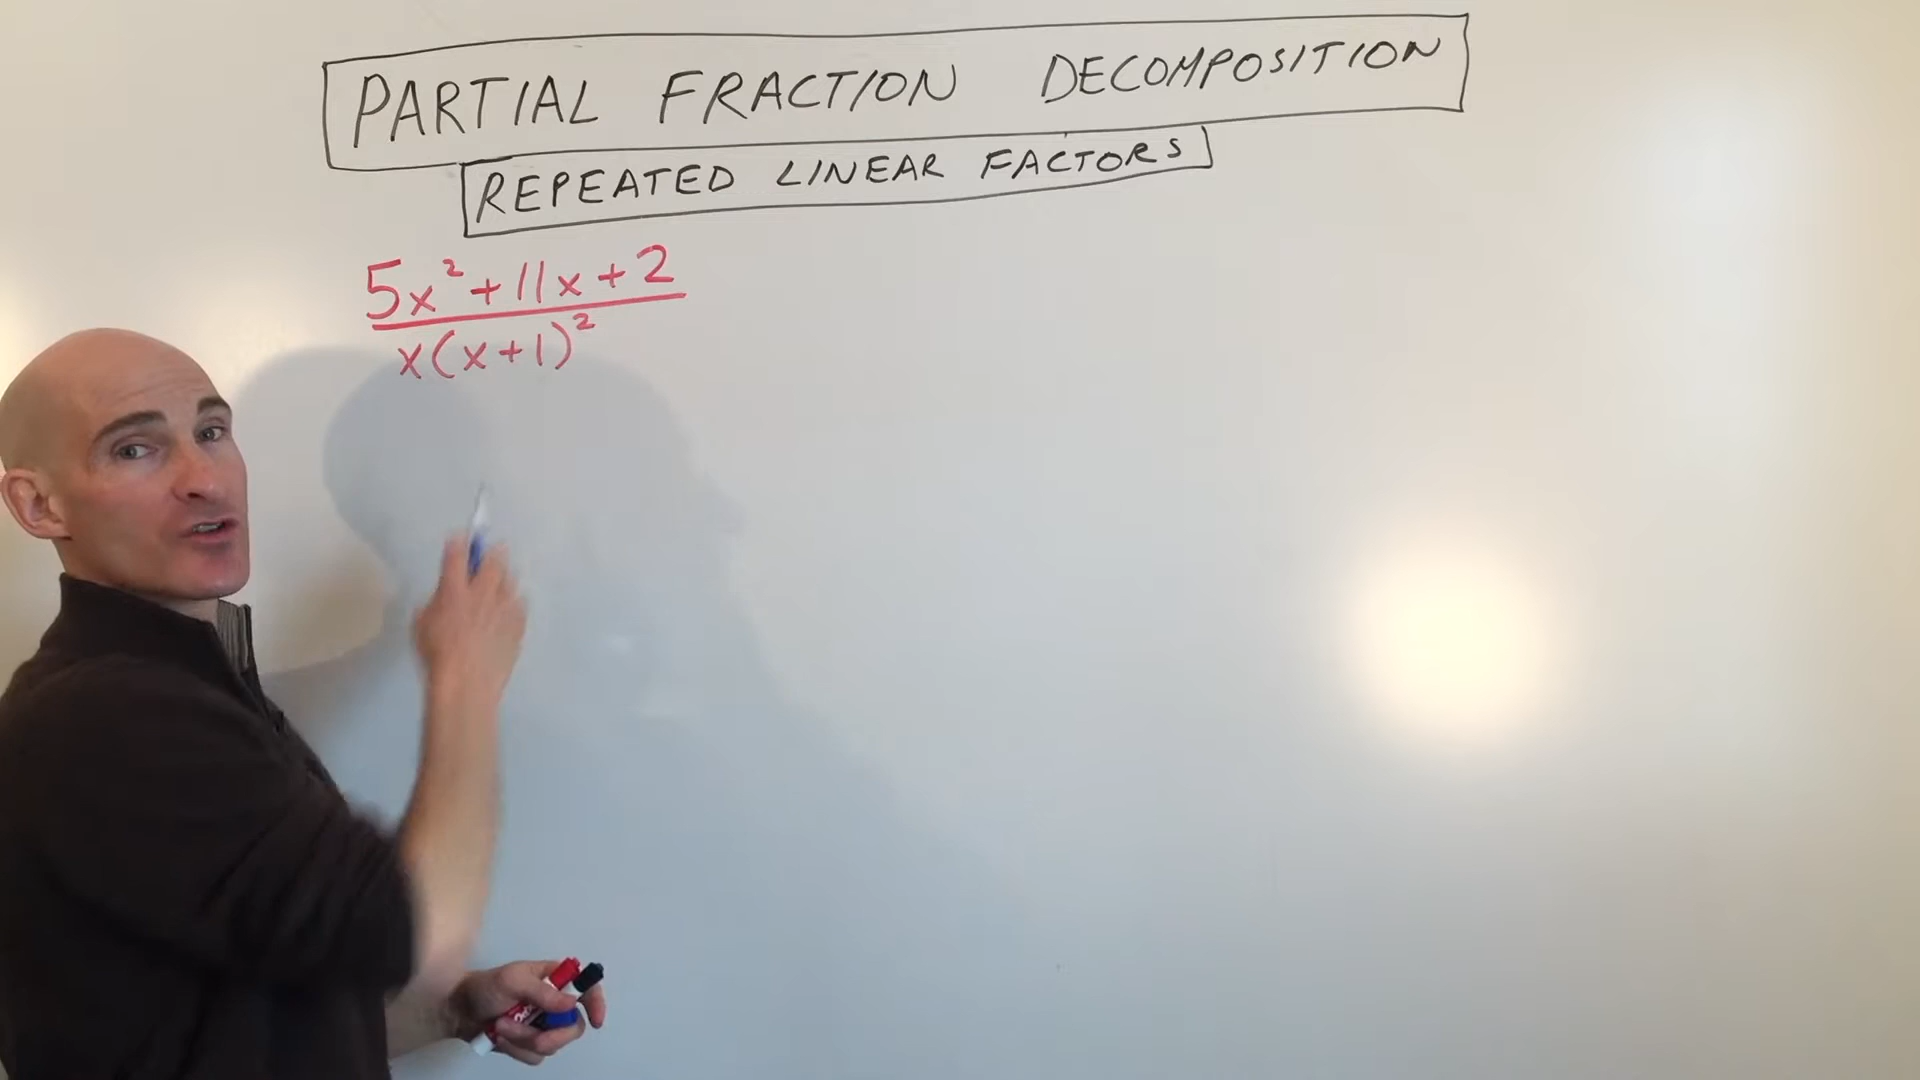 PARTIAL FRACTION DECOMPOSITION
REPEATED LINEAR FACTORS
5x² + 11x + 2
x(x+1)²